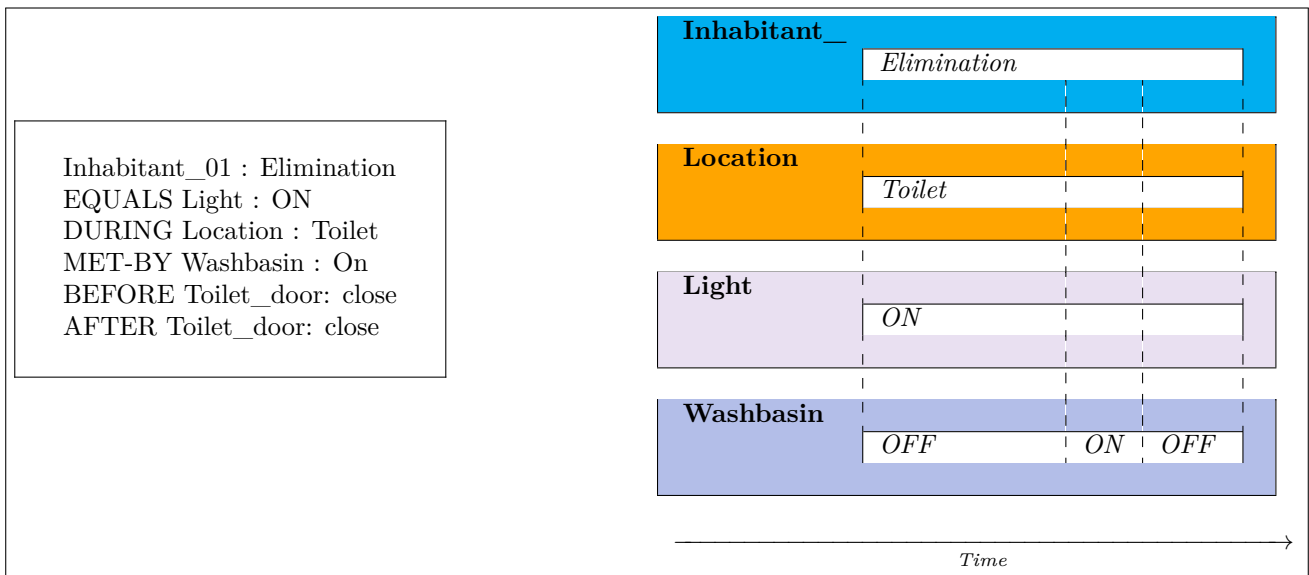 Inhabitant_01 : Elimination
EQUALS Light : ON
DURING Location : Toilet
MET-BY Washbasin : On
BEFORE Toilet_door: close
AFTER Toilet_door: close
Inhabitant_
Elimination
Location
Toilet
Light
ON
Washbasin
OFF ON OFF
Time